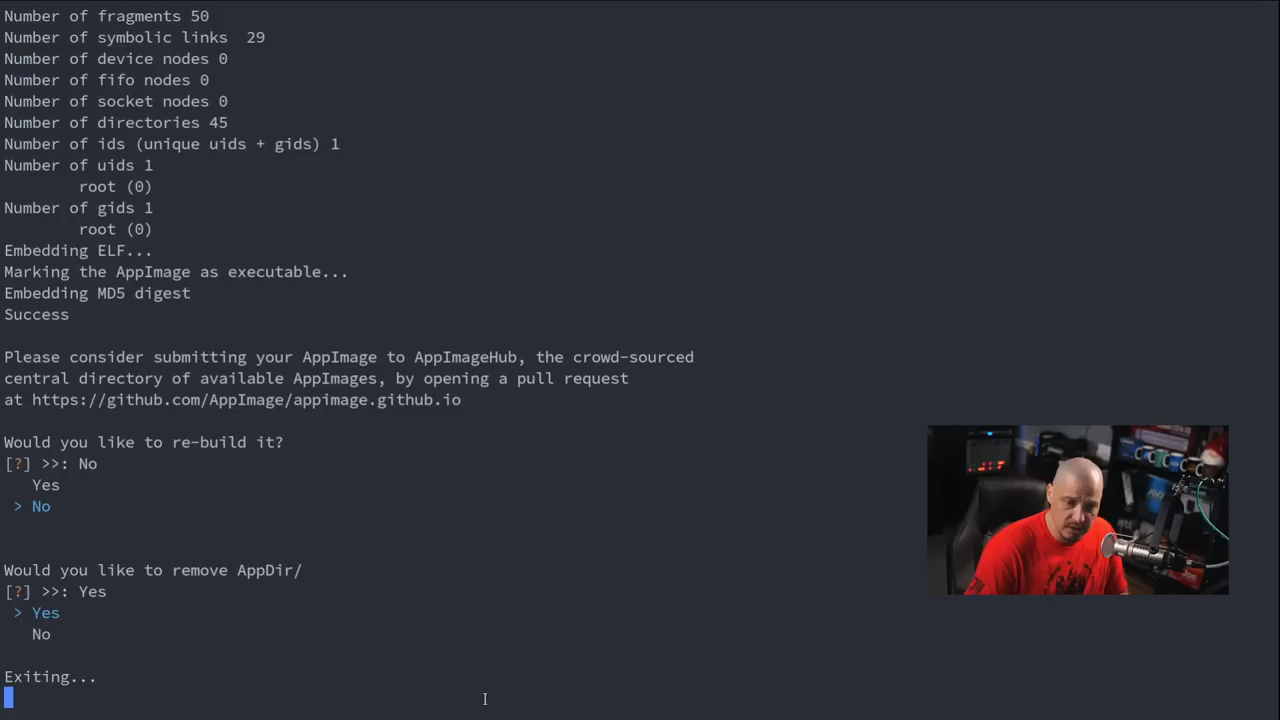 Number of fragments 50
Number of symbolic links  29
Number of device nodes 0
Number of fifo nodes 0
Number of socket nodes 0
Number of directories 45
Number of ids (unique uids + gids) 1
Number of uids 1
        root (0)
Number of gids 1
        root (0)
Embedding ELF...
Marking the AppImage as executable...
Embedding MD5 digest
Success
Please consider submitting your AppImage to AppImageHub, the crowd-sourced
central directory of available AppImages, by opening a pull request
at https://github.com/AppImage/appimage.github.io
Would you like to re-build it?
[?] >>: No
   Yes
 > No
Would you like to remove AppDir/
[?] >>: Yes
 > Yes
   No
Exiting...